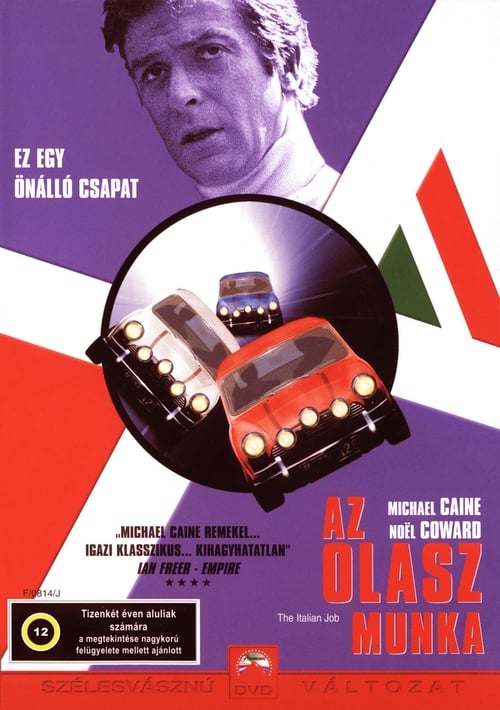 EZ EGY
ÖNÁLLÓ CSAPAT
MICHAEL CAINE
NOËL COWARD
AZ
OLASZ
MUNKA
The Italian Job
„MICHAEL CAINE REMEKEL...
IGAZI KLASSZIKUS... KIHAGYHATATLAN"
IAN FREER - EMPIRE
★★★★
F/0814/J
12
Tizenkét éven aluliak
számára
a megtekintése nagykorú
felügyelete mellett ajánlott
SZÉLESVÁSZNÚ DVD VÁLTOZAT